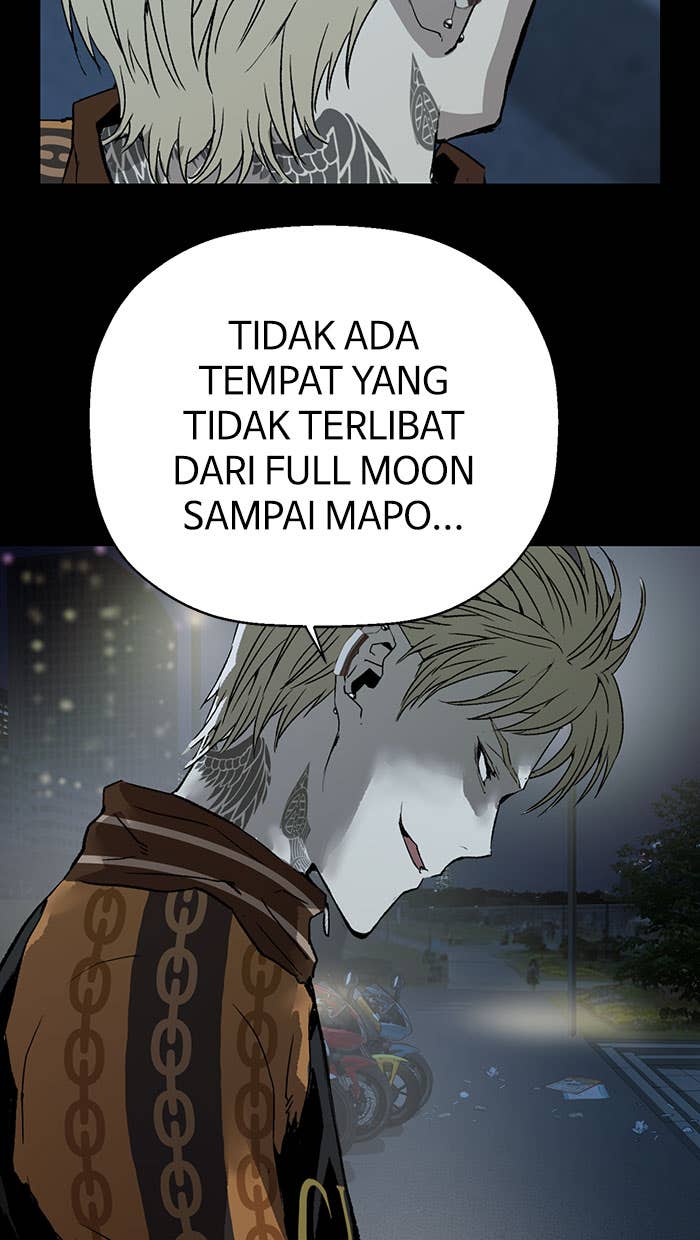 TIDAK ADA
TEMPAT YANG
TIDAK TERLIBAT
DARI FULL MOON
SAMPAI MAPO...